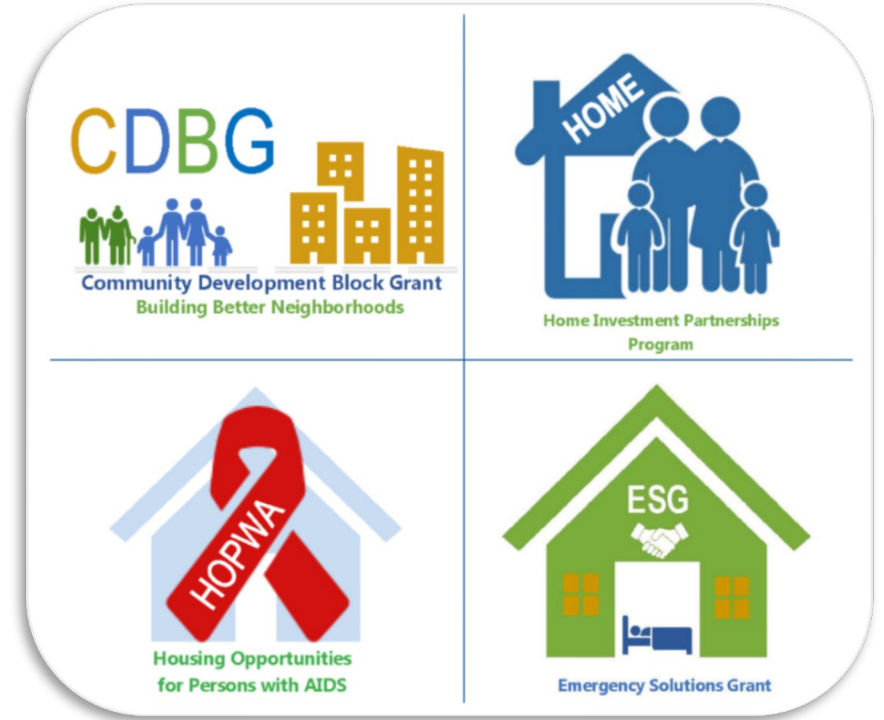 CDBG
Community Development Block Grant
Building Better Neighborhoods
HOME
Home Investment Partnerships
Program
HOPWA
Housing Opportunities
for Persons with AIDS
ESG
Emergency Solutions Grant